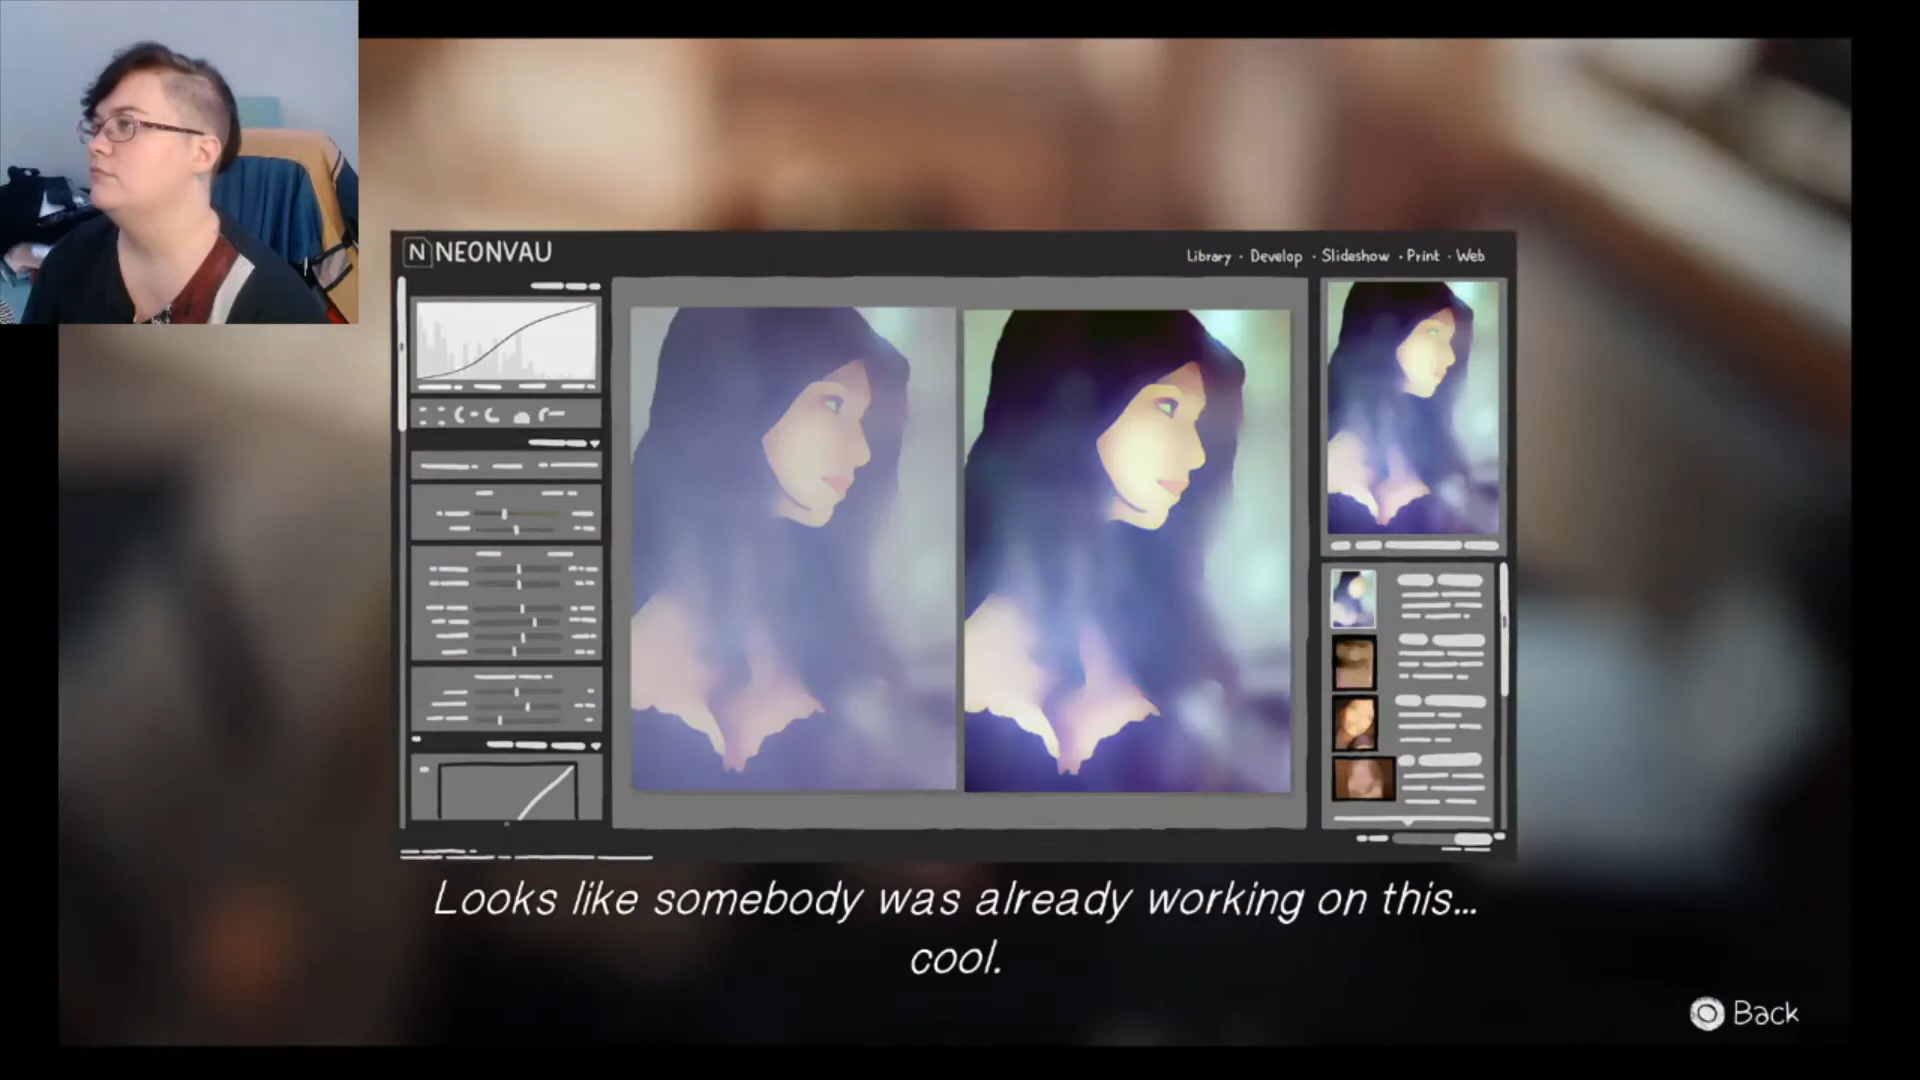 N NEONVAU
Library · Develop · Slideshow · Print · Web
Looks like somebody was already working on this...
cool.
Back